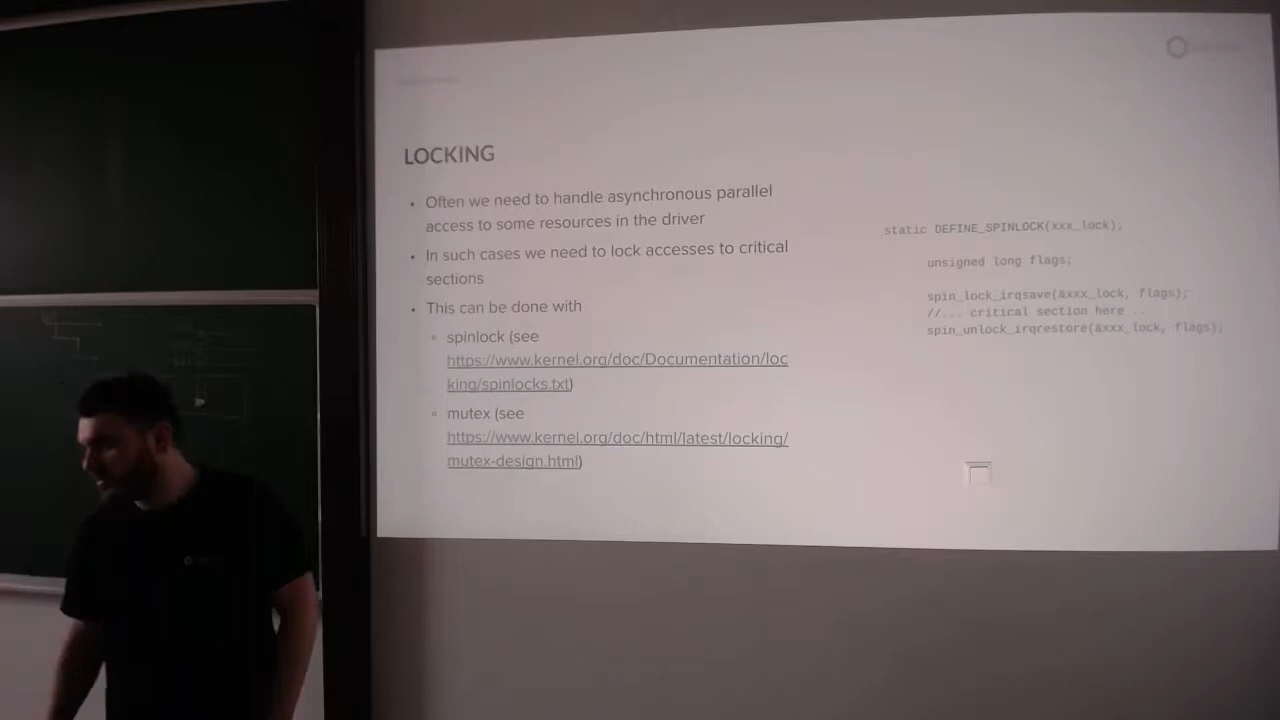 LOCKING
• Often we need to handle asynchronous parallel
access to some resources in the driver
• In such cases we need to lock accesses to critical
sections
• This can be done with
◦ spinlock (see
https://www.kernel.org/doc/Documentation/loc
king/spinlocks.txt)
◦ mutex (see
https://www.kernel.org/doc/html/latest/locking/
mutex-design.html)
static DEFINE_SPINLOCK(xxx_lock);
unsigned long flags;
spin_lock_irqsave(&xxx_lock, flags);
//... critical section here ..
spin_unlock_irqrestore(&xxx_lock, flags);